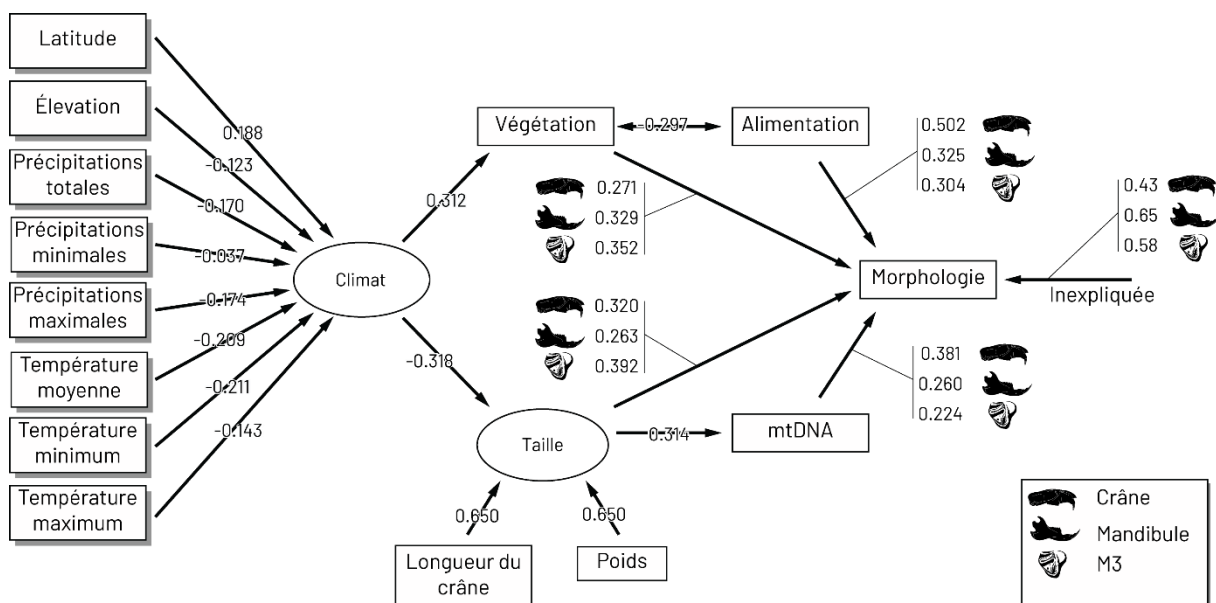 Latitude
Élevation
Précipitations
totales
Précipitations
minimales
Précipitations
maximales
Température
moyenne
Température
minimum
Température
maximum
0.188
-0.123
-0.170
-0.037
-0.174
-0.209
-0.211
-0.143
Climat
0.312
-0.318
Végétation
-0.297
Alimentation
0.271
0.329
0.352
0.320
0.263
0.392
Taille
0.314
mtDNA
0.650
0.650
Longueur du
crâne
Poids
0.502
0.325
0.304
Morphologie
0.381
0.260
0.224
0.43
0.65
0.58
Inexpliquée
Crâne
Mandibule
M3